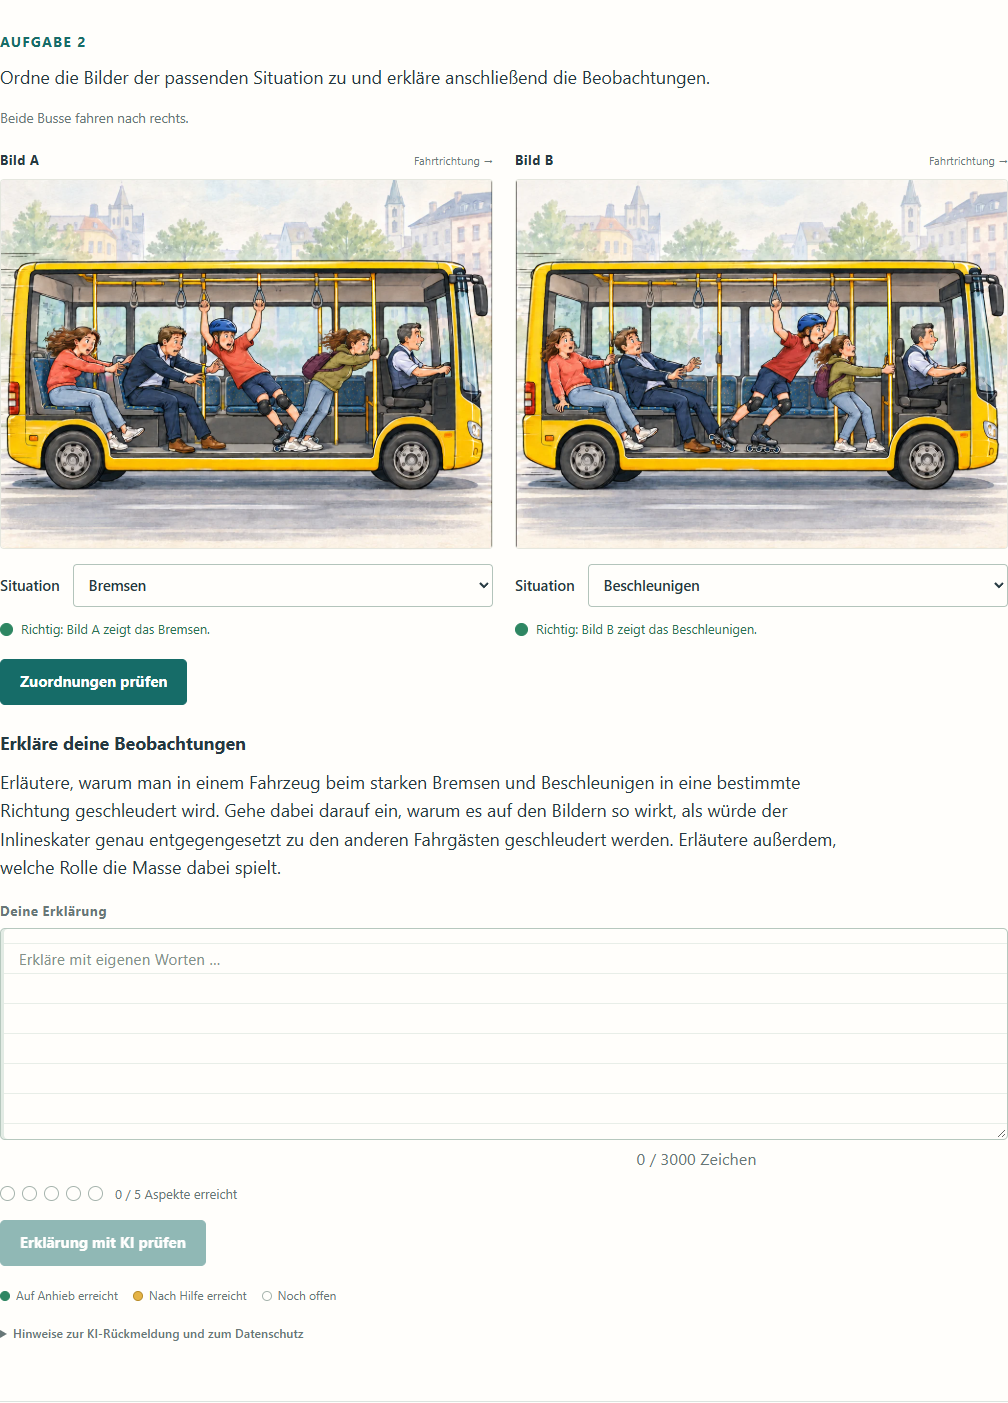 AUFGABE 2
Ordne die Bilder der passenden Situation zu und erkläre anschließend die Beobachtungen.
Beide Busse fahren nach rechts.
Bild A
Fahrtrichtung →
Bild B
Fahrtrichtung →
Situation
Bremsen
Situation
Beschleunigen
Richtig: Bild A zeigt das Bremsen.
Richtig: Bild B zeigt das Beschleunigen.
Zuordnungen prüfen
Erkläre deine Beobachtungen
Erläutere, warum man in einem Fahrzeug beim starken Bremsen und Beschleunigen in eine bestimmte
Richtung geschleudert wird. Gehe dabei darauf ein, warum es auf den Bildern so wirkt, als würde der
Inlineskater genau entgegengesetzt zu den anderen Fahrgästen geschleudert werden. Erläutere außerdem,
welche Rolle die Masse dabei spielt.
Deine Erklärung
Erkläre mit eigenen Worten ...
0 / 3000 Zeichen
0 / 5 Aspekte erreicht
Erklärung mit KI prüfen
Auf Anhieb erreicht
Nach Hilfe erreicht
Noch offen
Hinweise zur KI-Rückmeldung und zum Datenschutz